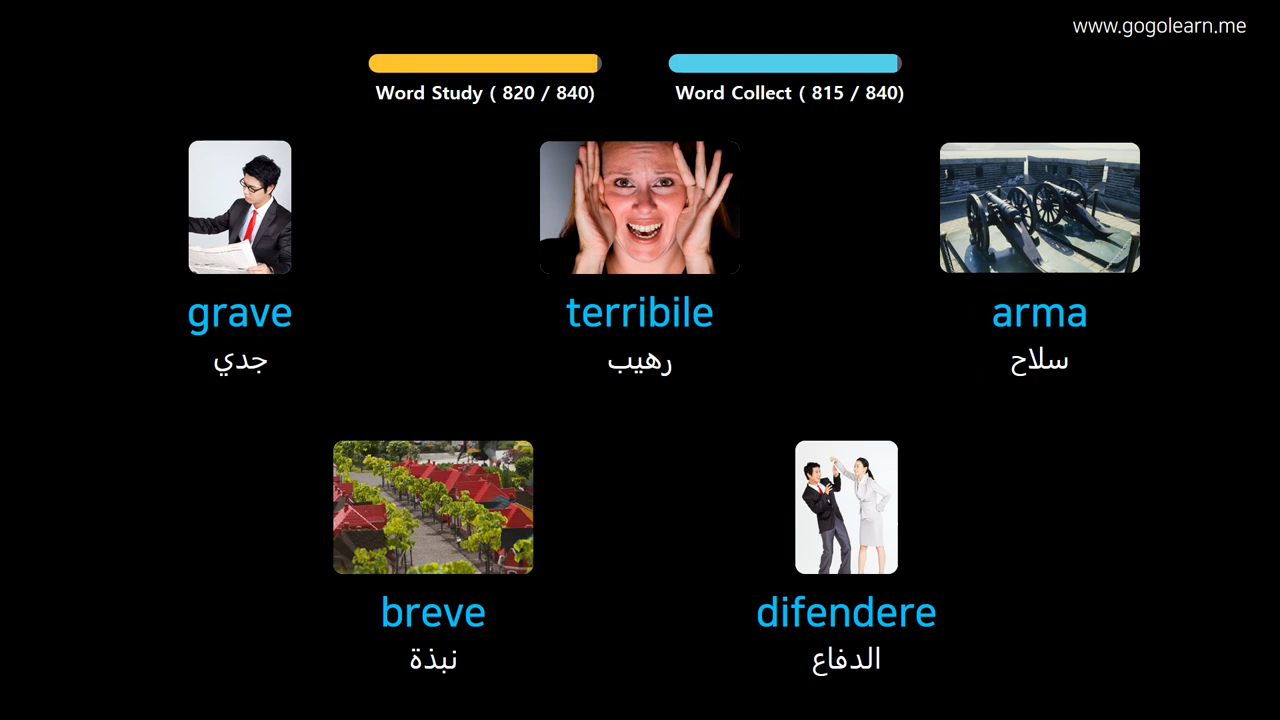 www.gogolearn.me
Word Study ( 820 / 840)
Word Collect ( 815 / 840)
grave
جدي
terribile
رهيب
arma
سلاح
breve
نبذة
difendere
الدفاع